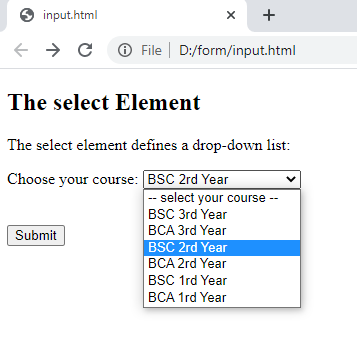 input.html
File | D:/form/input.html
The select Element
The select element defines a drop-down list:
Choose your course: BSC 2rd Year
-- select your course --
BSC 3rd Year
BCA 3rd Year
BSC 2rd Year
BCA 2rd Year
BSC 1rd Year
BCA 1rd Year
Submit